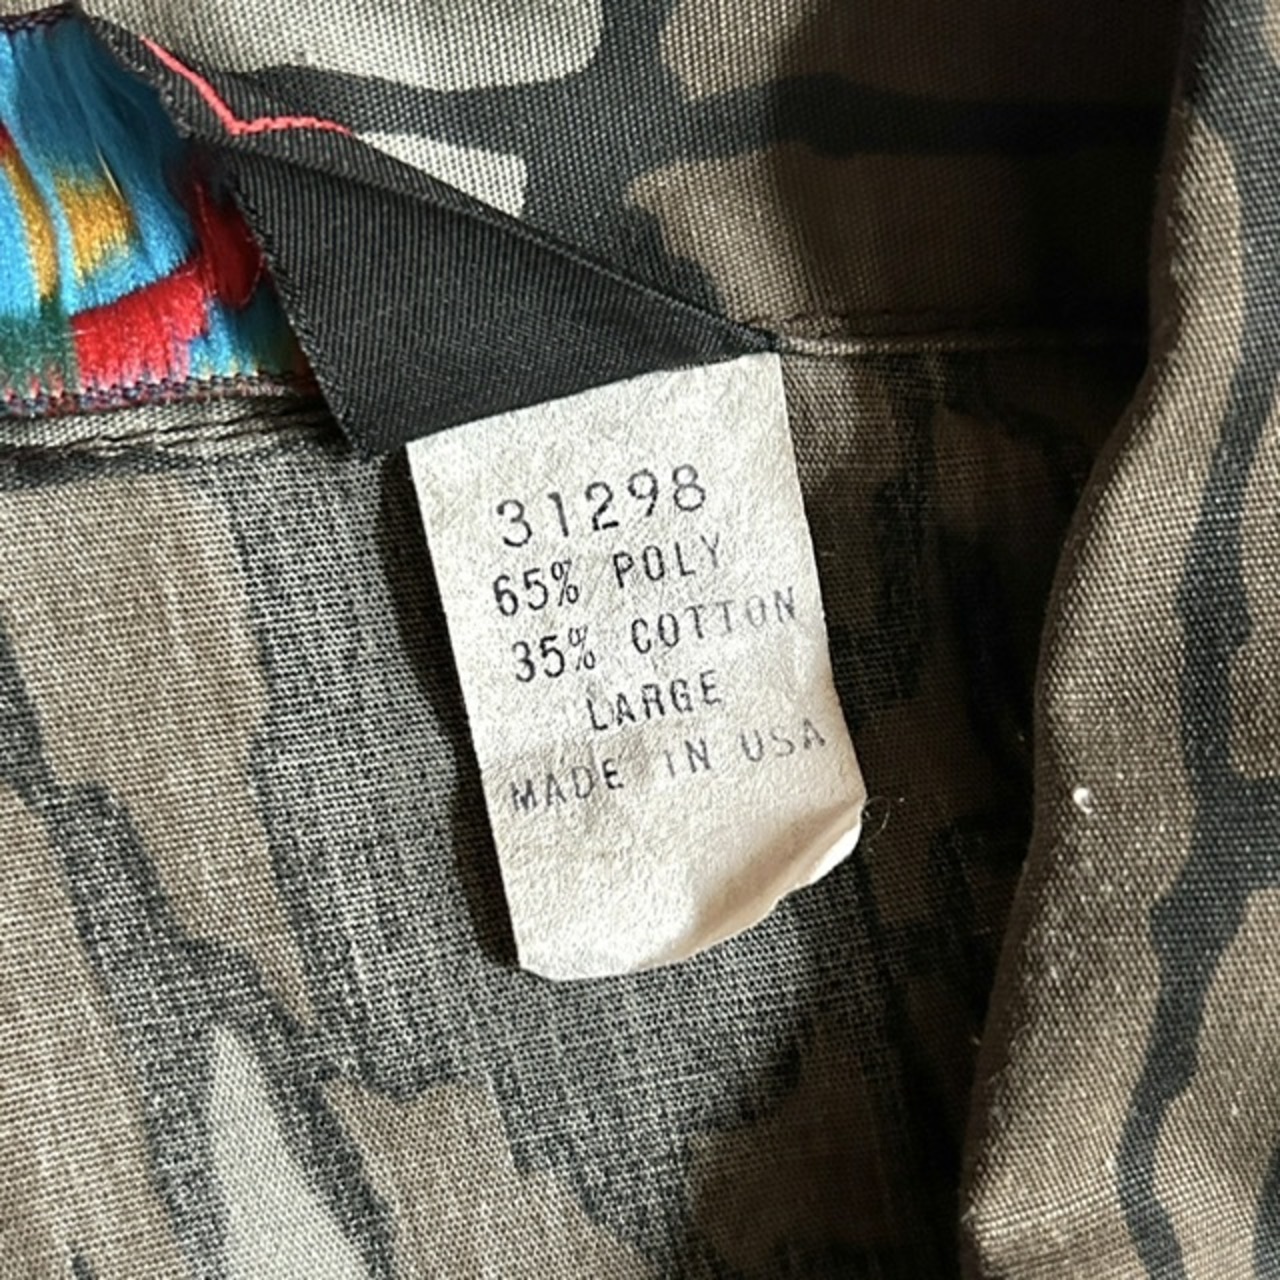 31298
65% POLY
35% COTTON
LARGE
MADE IN USA